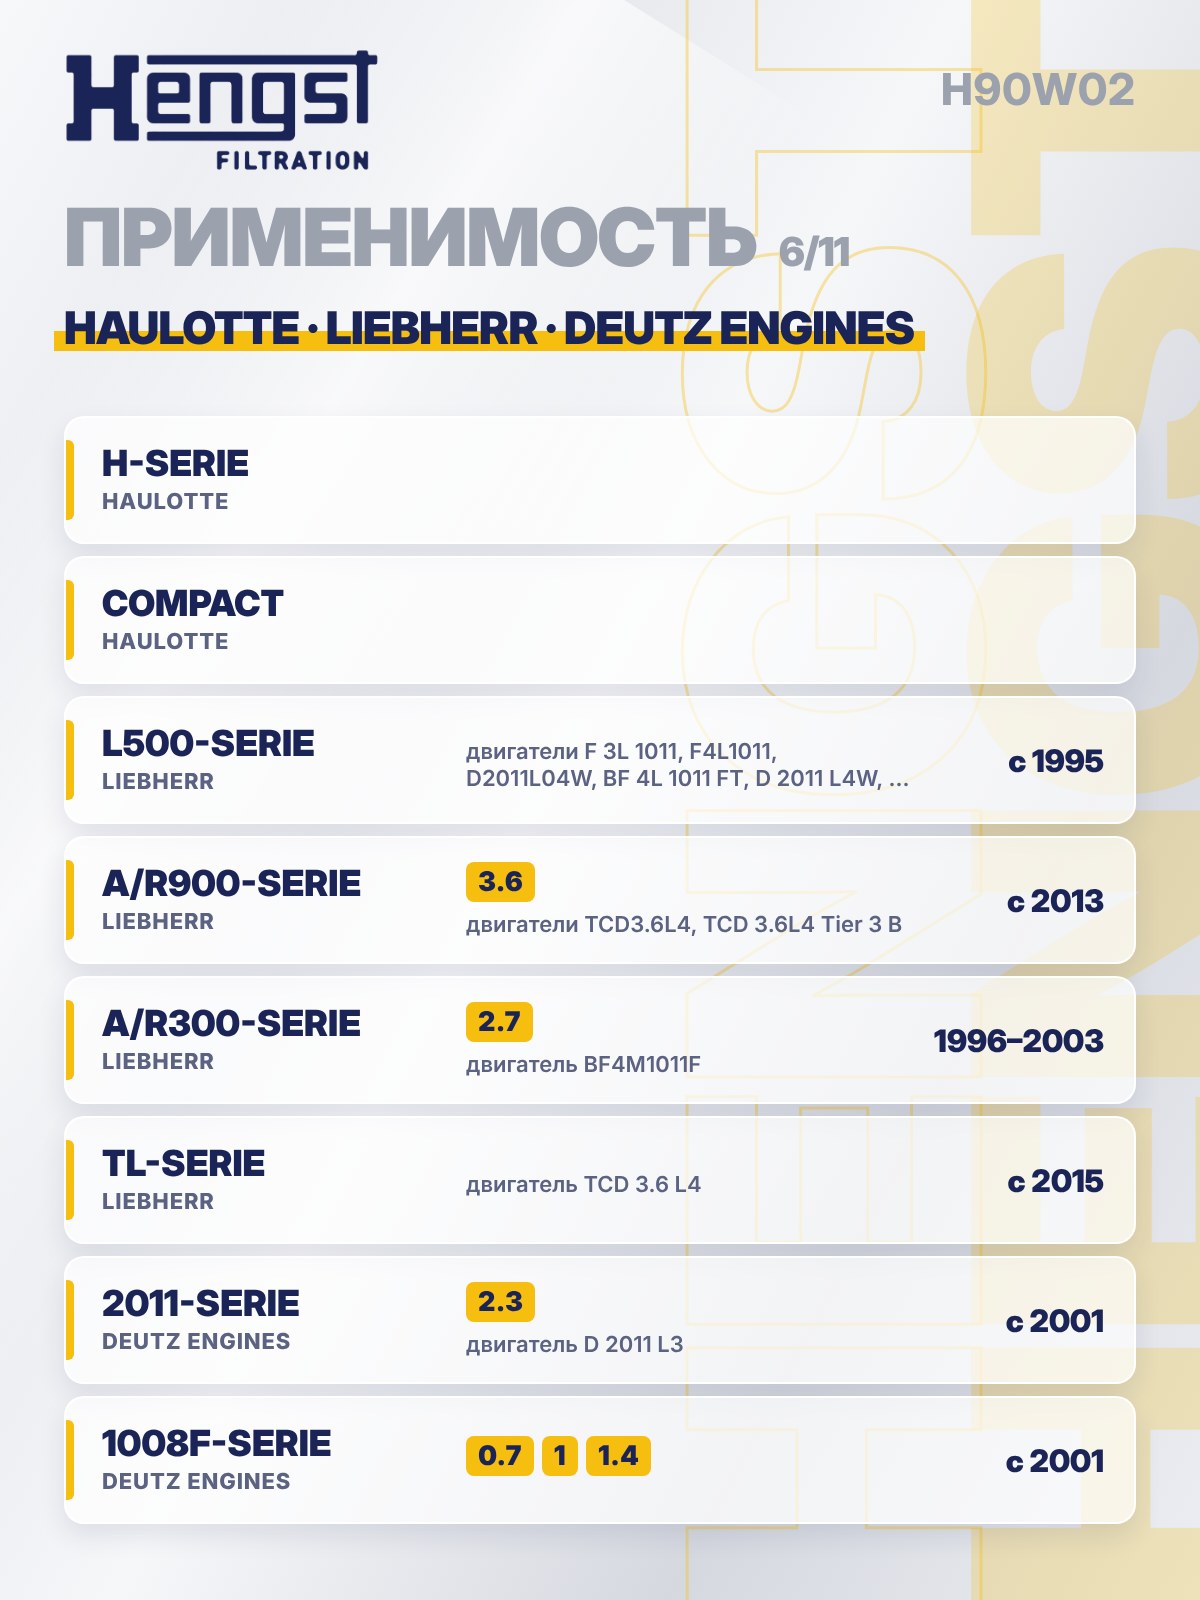 Hengst
FILTRATION
H90W02
ПРИМЕНИМОСТЬ 6/11
HAULOTTE · LIEBHERR · DEUTZ ENGINES
H-SERIE
HAULOTTE
COMPACT
HAULOTTE
L500-SERIE
LIEBHERR
двигатели F 3L 1011, F4L1011,
D2011L04W, BF 4L 1011 FT, D 2011 L4W, ...
с 1995
A/R900-SERIE
LIEBHERR
3.6
двигатели TCD3.6L4, TCD 3.6L4 Tier 3 B
с 2013
A/R300-SERIE
LIEBHERR
2.7
двигатель BF4M1011F
1996–2003
TL-SERIE
LIEBHERR
двигатель TCD 3.6 L4
с 2015
2011-SERIE
DEUTZ ENGINES
2.3
двигатель D 2011 L3
с 2001
1008F-SERIE
DEUTZ ENGINES
0.7 1 1.4
с 2001
HENGST
HENGST